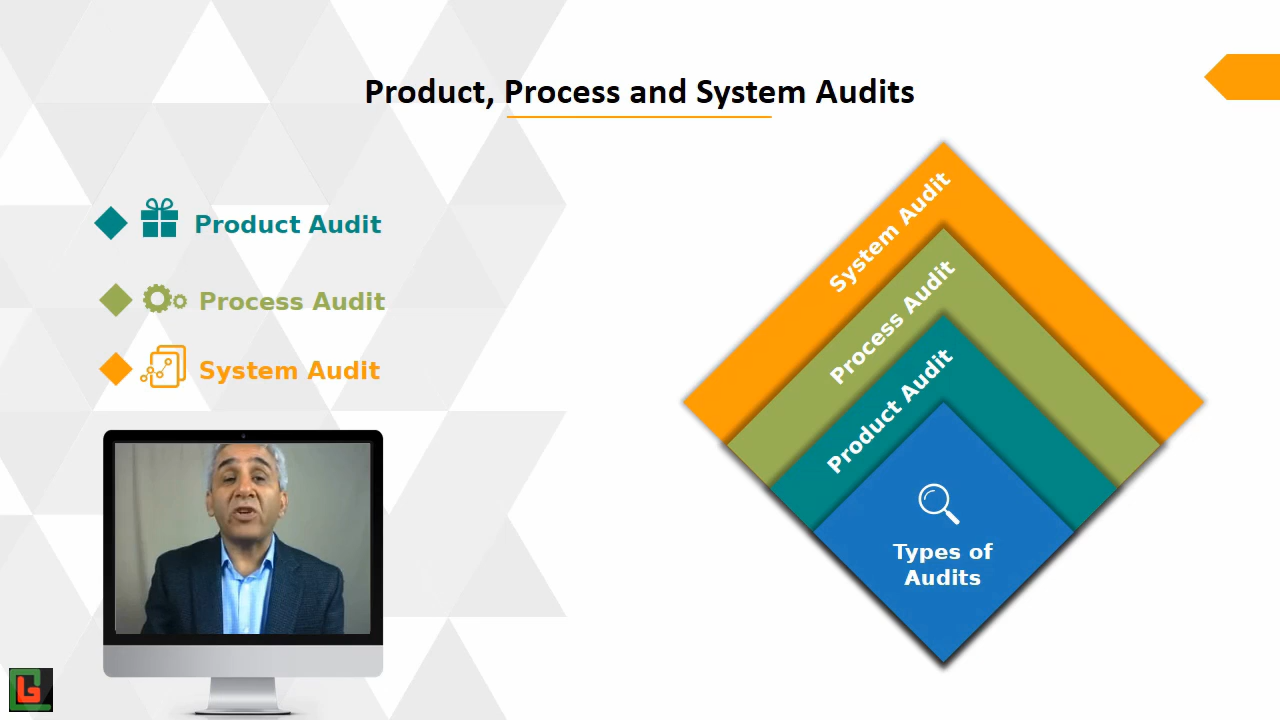 Product, Process and System Audits
Product Audit
Process Audit
System Audit
System Audit
Process Audit
Product Audit
Types of
Audits